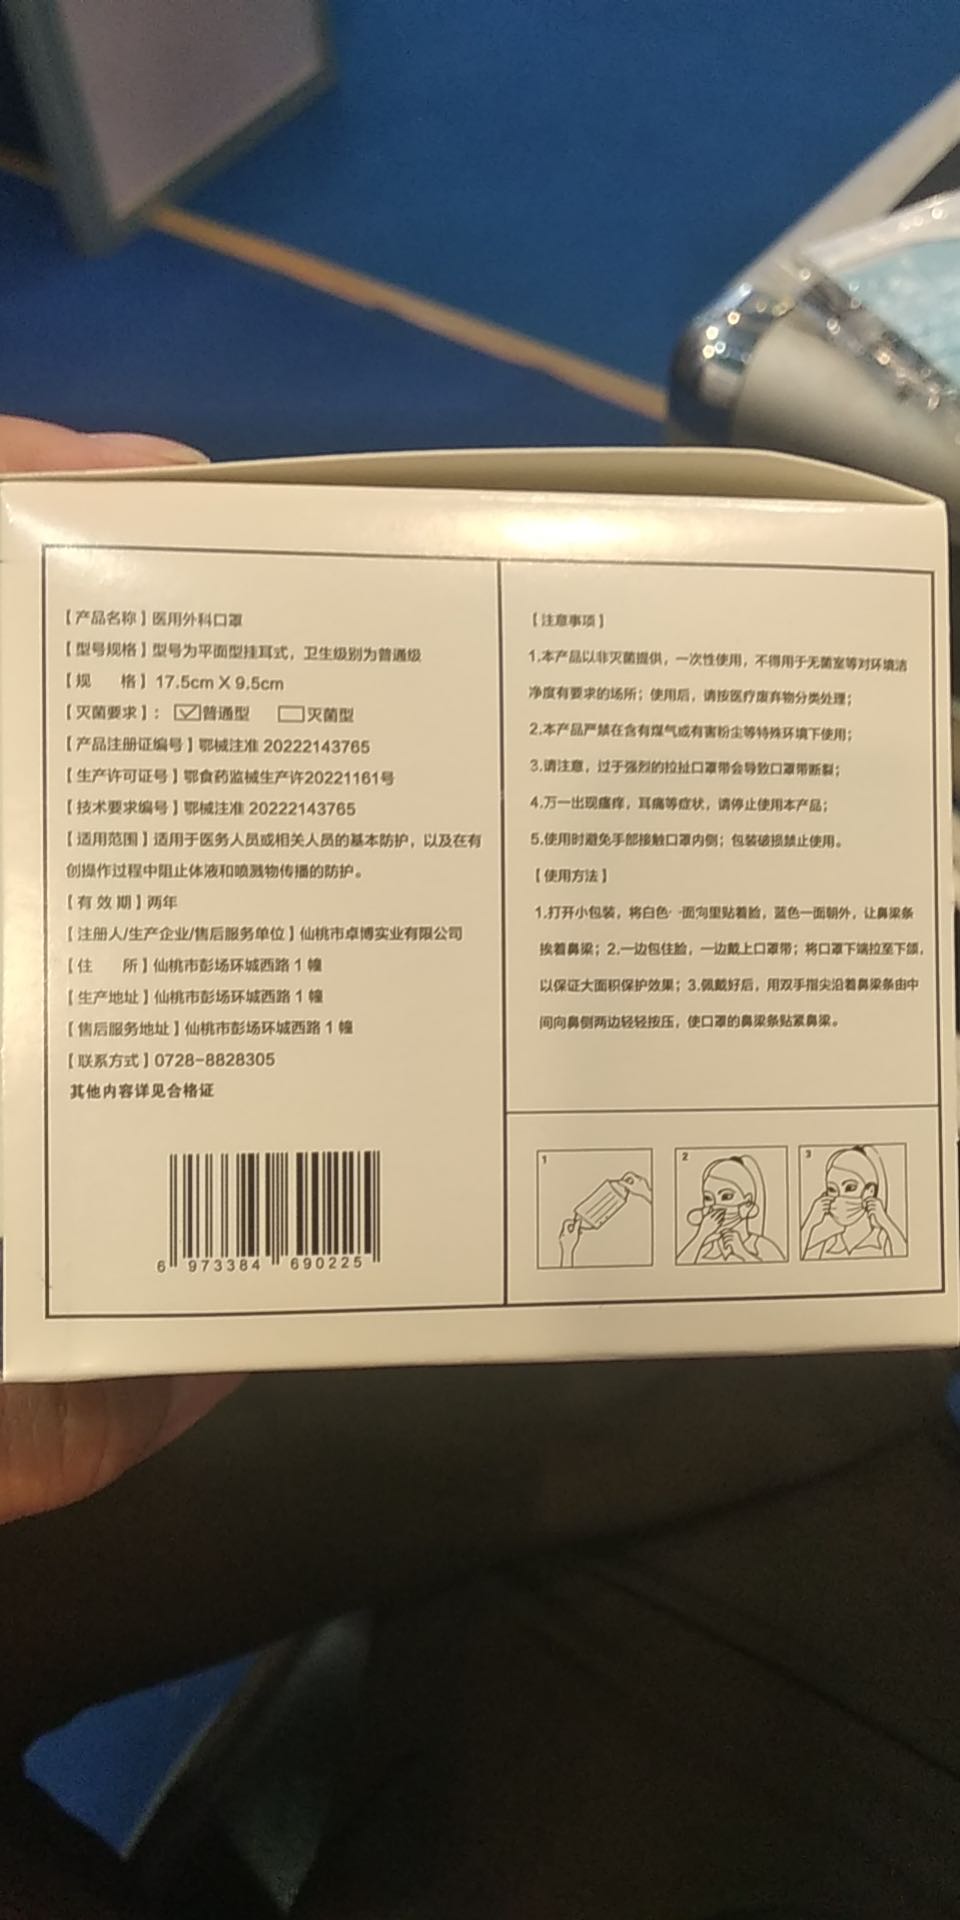 【产品名称】医用外科口罩
【型号规格】型号为平面型挂耳式，卫生级别为普通级
【规 格】17.5cm X 9.5cm
【灭菌要求】: ☑普通型 □灭菌型
【产品注册证编号】鄂械注准 20222143765
【生产许可证号】鄂食药监械生产许20221161号
【技术要求编号】鄂械注准 20222143765
【适用范围】适用于医务人员或相关人员的基本防护，以及在有
创操作过程中阻止体液和喷溅物传播的防护。
【有 效 期】两年
【注册人/生产企业/售后服务单位】仙桃市卓博实业有限公司
【住 所】仙桃市彭场环城西路 1 幢
【生产地址】仙桃市彭场环城西路 1 幢
【售后服务地址】仙桃市彭场环城西路 1 幢
【联系方式】0728-8828305
其他内容详见合格证
6 973384 690225
【注意事项】
1.本产品以非灭菌提供，一次性使用，不得用于无菌室等对环境洁
净度有要求的场所；使用后，请按医疗废弃物分类处理；
2.本产品严禁在含有煤气或有害粉尘等特殊环境下使用；
3.请注意，过于强烈的拉扯口罩带会导致口罩带断裂；
4.万一出现瘙痒，耳痛等症状，请停止使用本产品；
5.使用时避免手部接触口罩内侧；包装破损禁止使用。
【使用方法】
1.打开小包装，将白色一面向里贴着脸，蓝色一面朝外，让鼻梁条
挨着鼻梁；2.一边包住脸，一边戴上口罩带；将口罩下端拉至下颌，
以保证大面积保护效果；3.佩戴好后，用双手指尖沿着鼻梁条由中
间向鼻侧两边轻轻按压，使口罩的鼻梁条贴紧鼻梁。
1
2
3